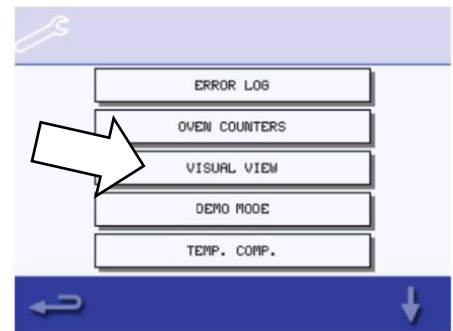 ERROR LOG
OVEN COUNTERS
VISUAL VIEW
DEMO MODE
TEMP. COMP.